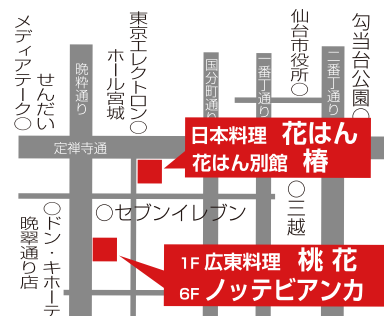 せんだい
メディアテーク○
晩粋通り
東京エレクトロン○
ホール宮城
国分町通り
一番丁通り
仙台市役所○
二番丁通り
勾当台公園○
定禅寺通
日本料理 花はん
花はん別館 椿
○セブンイレブン
○三越
○ドン・キホーテ
晩翠通り店
1F 広東料理 桃花
6F ノッテビアンカ